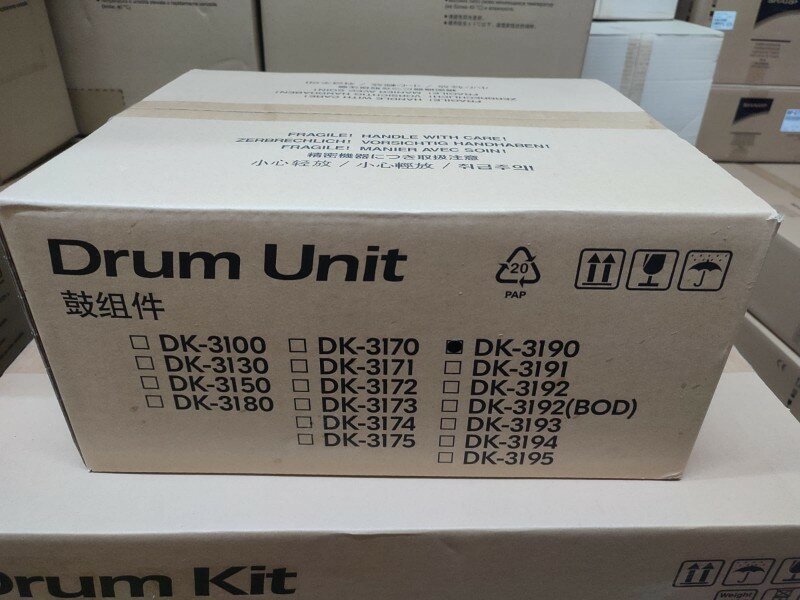 FRAGILE! HANDLE WITH CARE!
ZERBRECHLICH! VORSICHTIG HANDHABEN!
FRAGILE! MANIER AVEC SOIN!
精密機器につき取扱注意
小心轻放 / 小心輕放 / 취급주의!
Drum Unit
鼓组件
20
PAP
DK-3100
DK-3130
DK-3150
DK-3180
DK-3170
DK-3171
DK-3172
DK-3173
DK-3174
DK-3175
DK-3190
DK-3191
DK-3192
DK-3192(BOD)
DK-3193
DK-3194
DK-3195
Drum Kit
Weight
SHARP